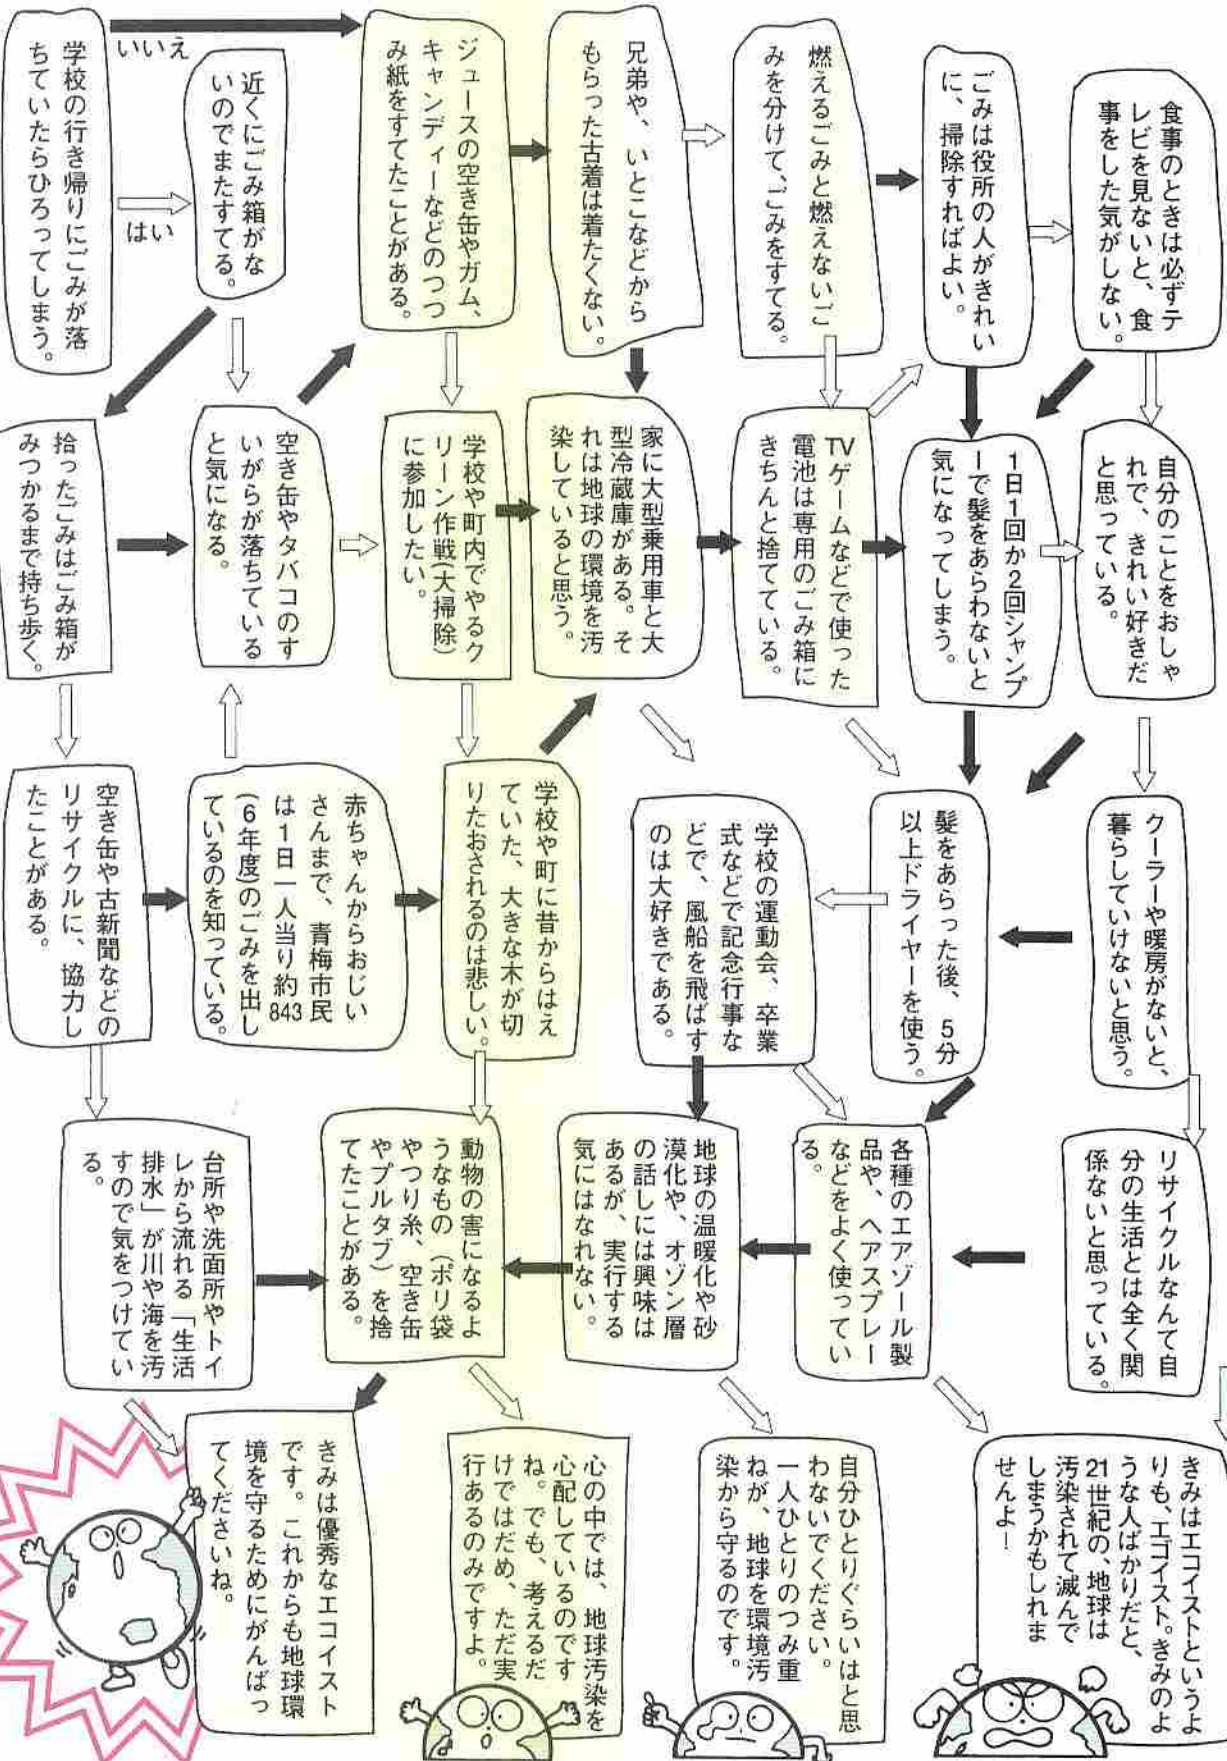 食事のときは必ずテ
レビを見ないと、食
事をした気がしない。
ごみは役所の人がきれい
に、掃除すればよい。
燃えるごみと燃えないご
みを分けて、ごみをすてる。
兄弟や、いとこなどから
もらった古着は着たくない。
ジュースの空き缶やガム、
キャンディーなどのつつ
み紙をすてたことがある。
いいえ
近くにごみ箱がな
いのでまたすてる。
はい
学校の行き帰りにごみが落
ちていたらひろってしまう。
自分のことをおしゃ
れで、きれい好きだ
と思っている。
1日1回か2回シャンプ
ーで髪をあらわないと
気になってしまう。
TVゲームなどで使った
電池は専用のごみ箱に
きちんと捨てている。
家に大型乗用車と大
型冷蔵庫がある。そ
れは地球の環境を汚
染していると思う。
学校や町内でやるク
リーン作戦(大掃除)
に参加したい。
空き缶やタバコのす
いがらが落ちている
と気になる。
拾ったごみはごみ箱が
みつかるまで持ち歩く。
クーラーや暖房がないと、
暮らしていけないと思う。
髪をあらった後、5分
以上ドライヤーを使う。
学校の運動会、卒業
式などで記念行事な
どで、風船を飛ばす
のは大好きである。
学校や町に昔からはえ
ていた、大きな木が切
りたおされるのは悲しい。
赤ちゃんからおじい
さんまで、青梅市民
は1日一人当り約843
(6年度)のごみを出し
ているのを知っている。
空き缶や古新聞などの
リサイクルに、協力し
たことがある。
リサイクルなんて自
分の生活とは全く関
係ないと思っている。
各種のエアゾール製
品や、ヘアスプレー
などをよく使ってい
る。
地球の温暖化や砂
漠化や、オゾン層
の話しには興味は
あるが、実行する
気にはなれない。
動物の害になるよ
うなもの（ポリ袋
やつり糸、空き缶
やプルタブ）を捨
てたことがある。
台所や洗面所やトイ
レから流れる「生活
排水」が川や海を汚
すので気をつけてい
る。
きみはエコイストというよ
りも、エゴイスト。きみのよ
うな人ばかりだと、
21世紀の、地球は
汚染されて滅んで
しまうかもしれま
せんよ！
自分ひとりぐらいはと思
わないでください。
一人ひとりのつみ重
ねが、地球を環境汚
染から守るのです。
心の中では、地球汚染を
心配しているのです
ね。でも、考えるだ
けではだめ、ただ実
行あるのみですよ。
きみは優秀なエコイスト
です。これからも地球環
境を守るためにがんばっ
てくださいね。